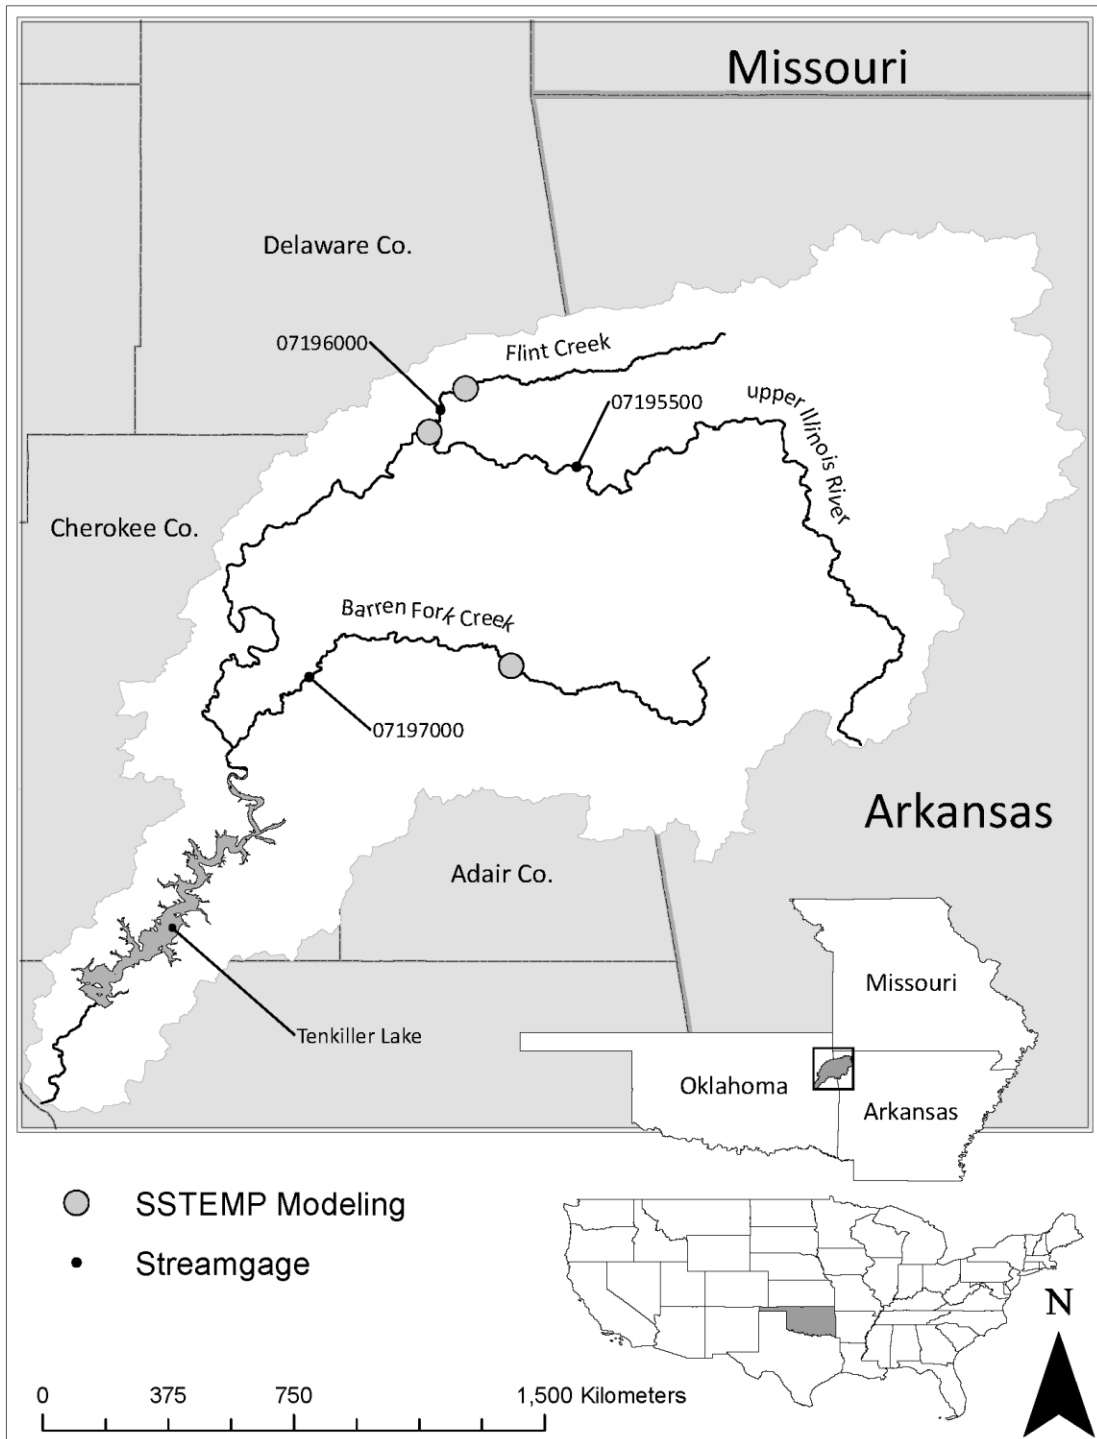 Missouri
Delaware Co.
07196000
Flint Creek
07195500
upper Illinois River
Cherokee Co.
Barren Fork Creek
07197000
Arkansas
Adair Co.
Tenkiller Lake
Missouri
Oklahoma
Arkansas
SSTEMP Modeling
Streamgage
N
0 375 750 1,500 Kilometers